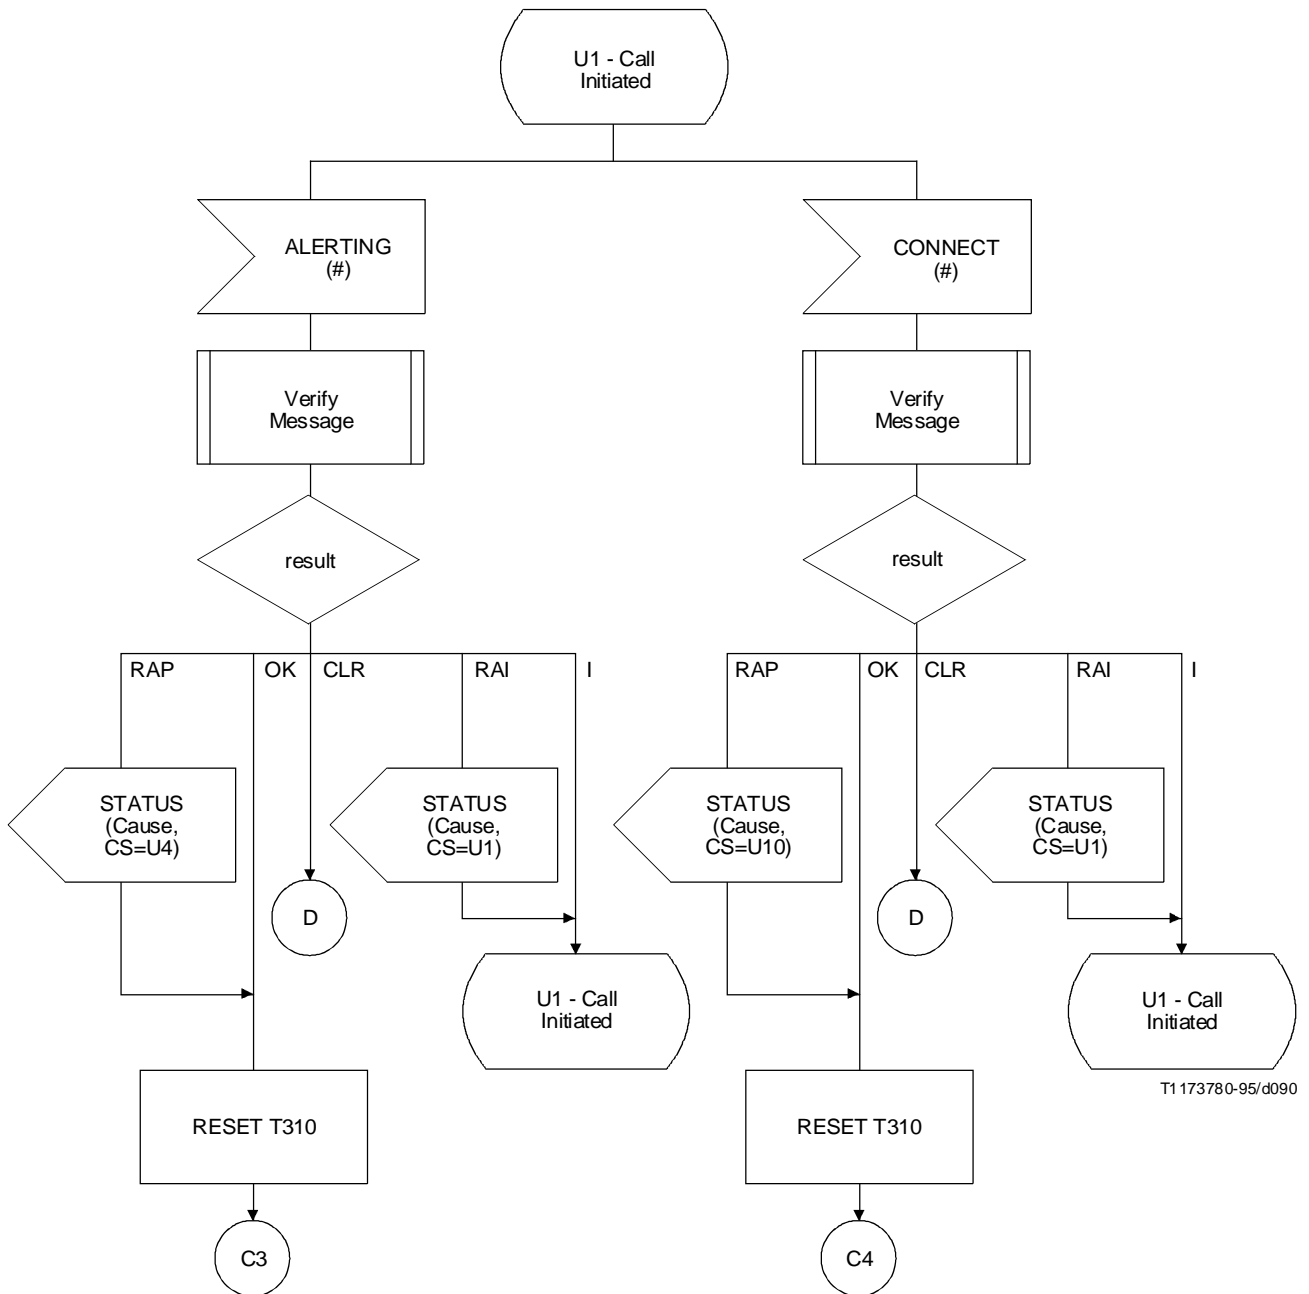 U1 - Call
Initiated
ALERTING
(#)
CONNECT
(#)
Verify
Message
Verify
Message
result
result
RAP
OK
CLR
RAI
I
RAP
OK
CLR
RAI
I
STATUS
(Cause,
CS=U4)
STATUS
(Cause,
CS=U1)
STATUS
(Cause,
CS=U10)
STATUS
(Cause,
CS=U1)
D
D
U1 - Call
Initiated
U1 - Call
Initiated
T1173780-95/d090
RESET T310
RESET T310
C3
C4